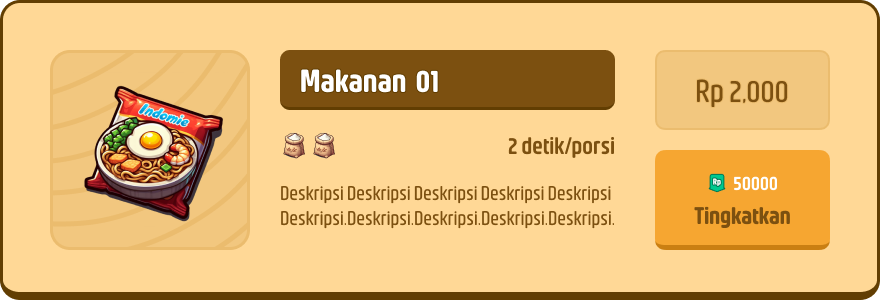 Indomie
Makanan 01
2 detik/porsi
Deskripsi Deskripsi Deskripsi Deskripsi Deskripsi
Deskripsi.Deskripsi.Deskripsi.Deskripsi.Deskripsi.
Rp 2,000
Rp 50000
Tingkatkan